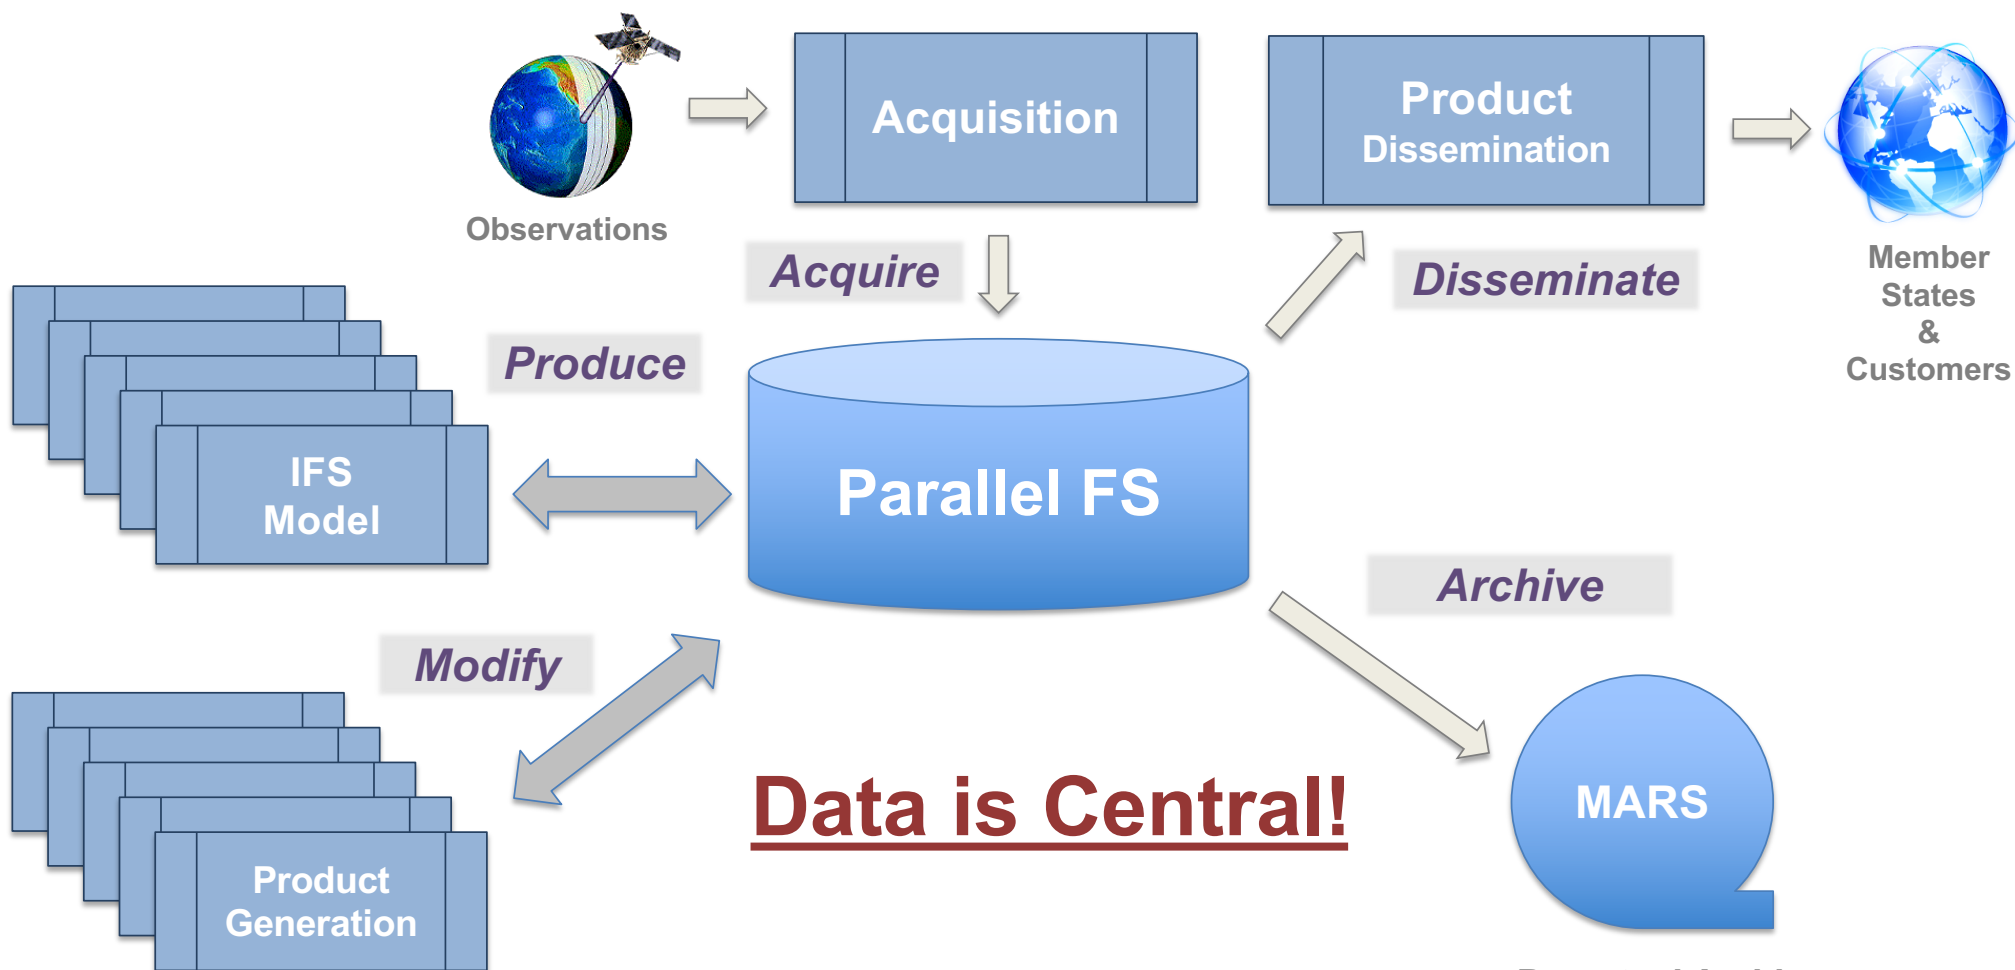 Acquisition
Product
Dissemination
Observations
Acquire
Disseminate
Member
States
&
Customers
Produce
IFS
Model
Parallel FS
Archive
Modify
Data is Central!
MARS
Product
Generation